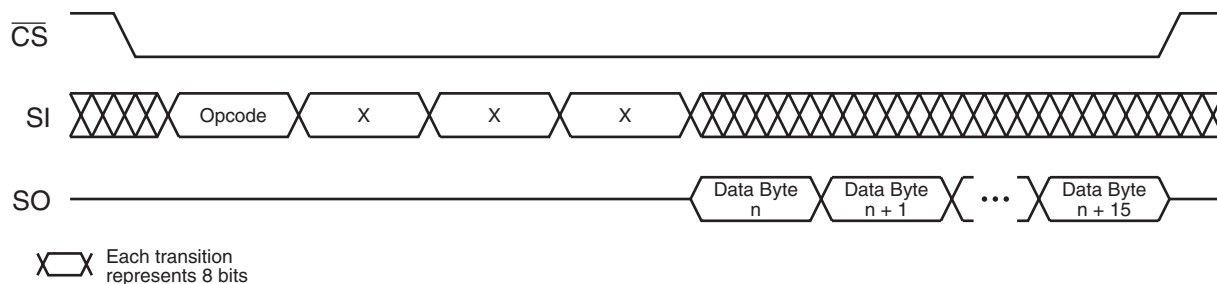 CS
SI
Opcode X X X
SO
Data Byte
n
Data Byte
n + 1
•••
Data Byte
n + 15
Each transition
represents 8 bits